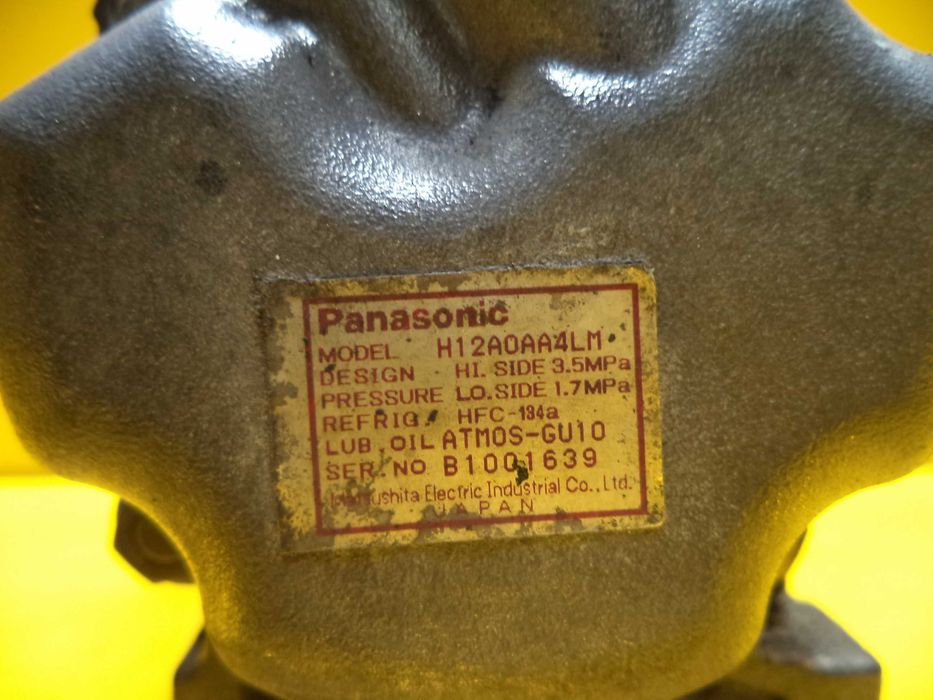 Panasonic
MODEL H12A0AA4LM
DESIGN HI. SIDE 3.5MPa
PRESSURE LO. SIDE 1.7MPa
REFRIG. HFC-134a
LUB. OIL ATMOS-GU10
SER. NO B1001639
Matsushita Electric Industrial Co., Ltd.
JAPAN